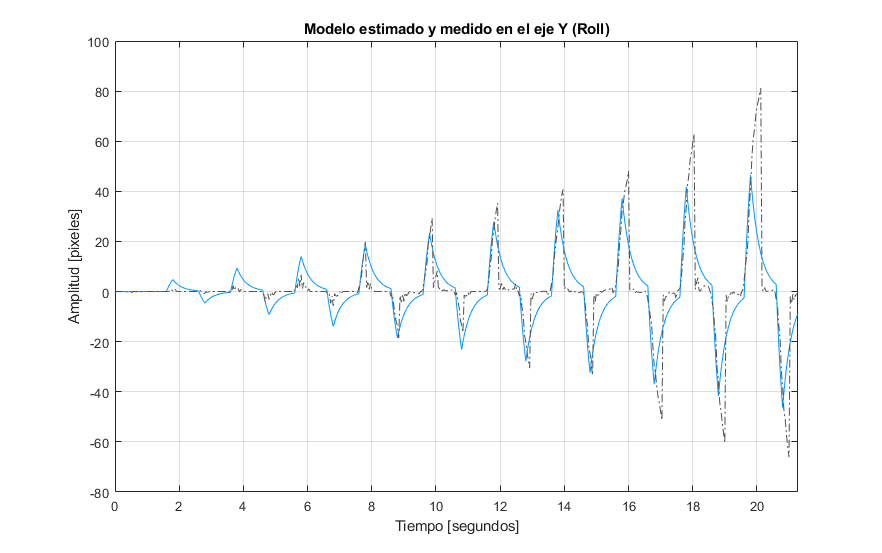 Modelo estimado y medido en el eje Y (Roll)
100
80
60
40
20
0
-20
-40
-60
-80
Amplitud [pixeles]
0 2 4 6 8 10 12 14 16 18 20
Tiempo [segundos]